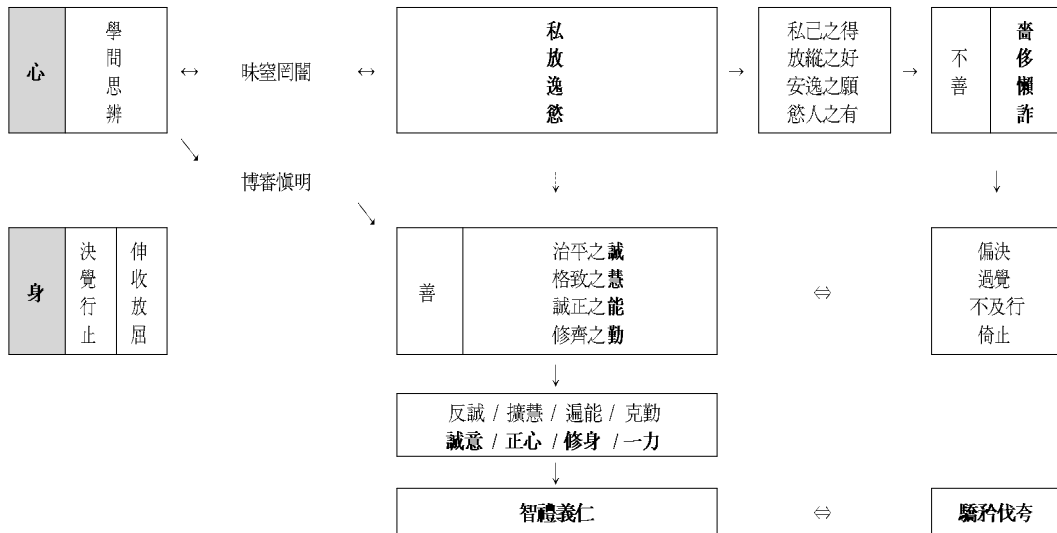 心
學問思辨
↔
昧窒罔闇
↔
私放逸慾
→
私己之得
放縱之好
安逸之願
慾人之有
→
不善
嗇侈懶詐
↘
博審愼明
↘
↓
↓
身
決覺行止
伸收放屈
善
治平之誠
格致之慧
誠正之能
修齊之勤
⇔
偏決
過覺
不及行
倚止
↓
反誠 / 擴慧 / 遍能 / 克勤
誠意 / 正心 / 修身 / 一力
↓
智禮義仁
⇔
驕矜伐夸